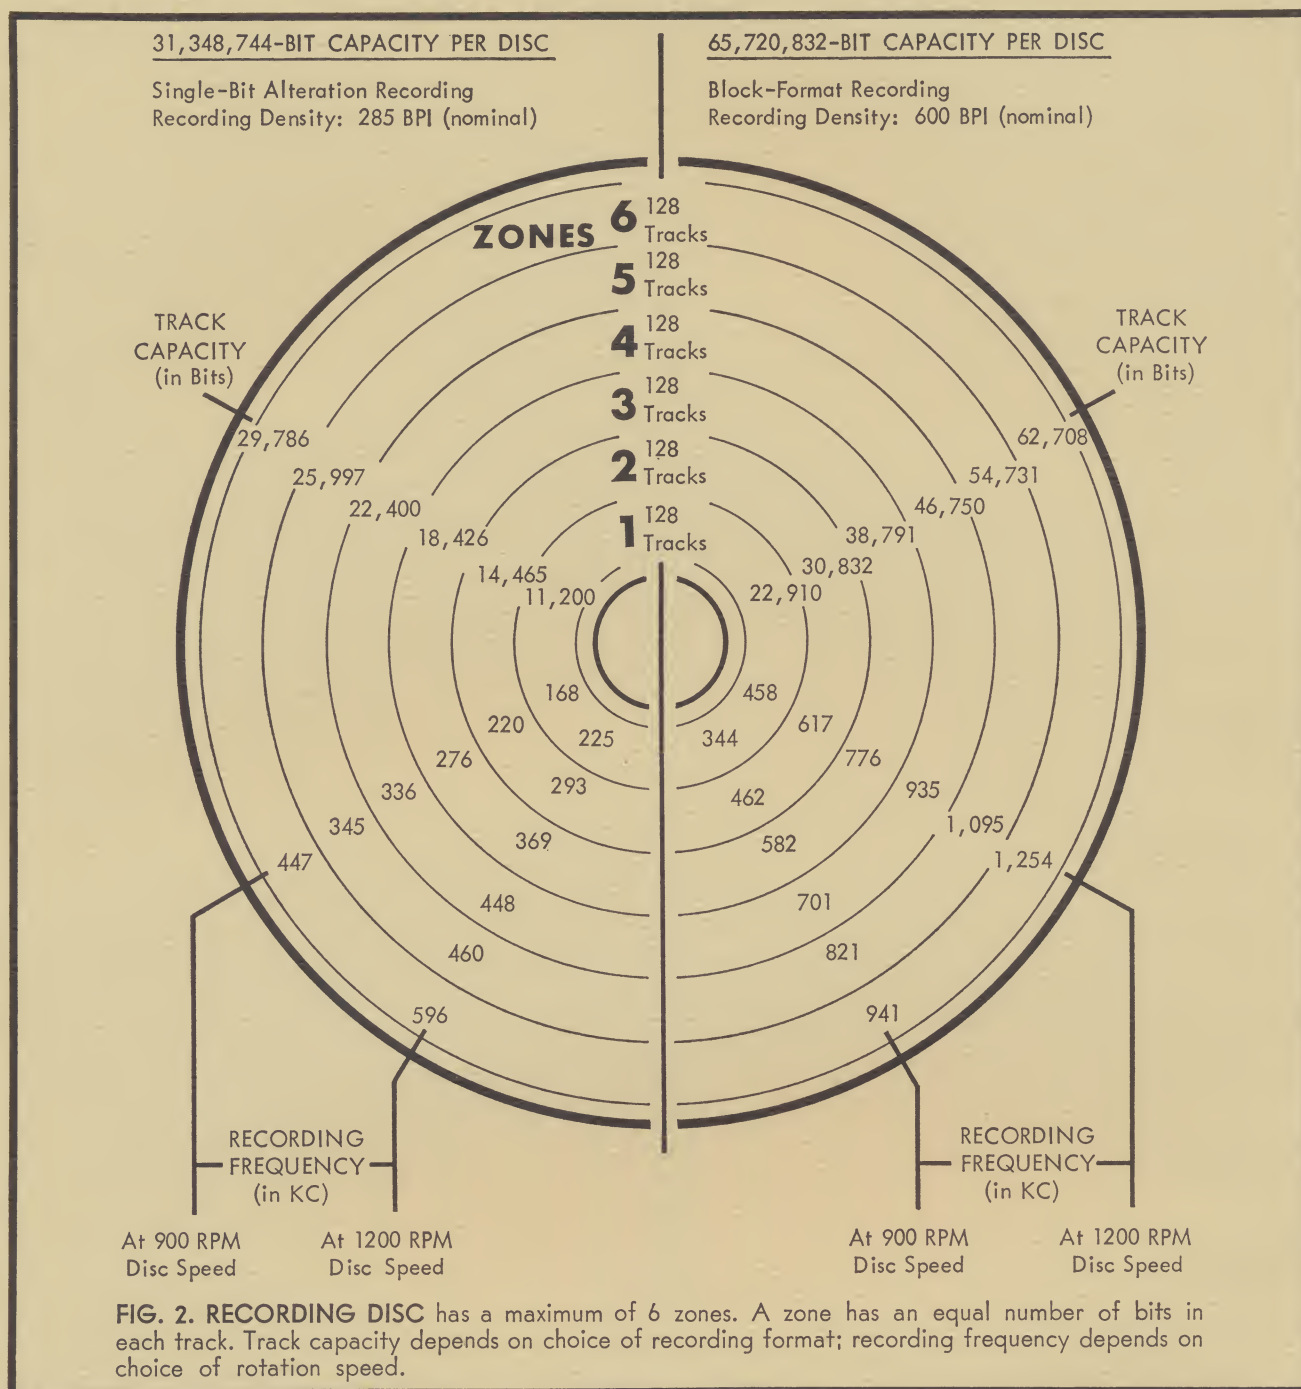 31,348,744-BIT CAPACITY PER DISC
Single-Bit Alteration Recording
Recording Density: 285 BPI (nominal)
65,720,832-BIT CAPACITY PER DISC
Block-Format Recording
Recording Density: 600 BPI (nominal)
ZONES
6 128
Tracks
5 128
Tracks
4 128
Tracks
3 128
Tracks
2 128
Tracks
1 128
Tracks
TRACK
CAPACITY
(in Bits)
29,786
25,997
22,400
18,426
14,465
11,200
TRACK
CAPACITY
(in Bits)
62,708
54,731
46,750
38,791
30,832
22,910
168
220
276
336
345
447
225
293
369
448
460
596
458
617
776
935
1,095
1,254
344
462
582
701
821
941
RECORDING
FREQUENCY
(in KC)
At 900 RPM
Disc Speed
At 1200 RPM
Disc Speed
RECORDING
FREQUENCY
(in KC)
At 900 RPM
Disc Speed
At 1200 RPM
Disc Speed
FIG. 2. RECORDING DISC has a maximum of 6 zones. A zone has an equal number of bits in
each track. Track capacity depends on choice of recording format; recording frequency depends on
choice of rotation speed.